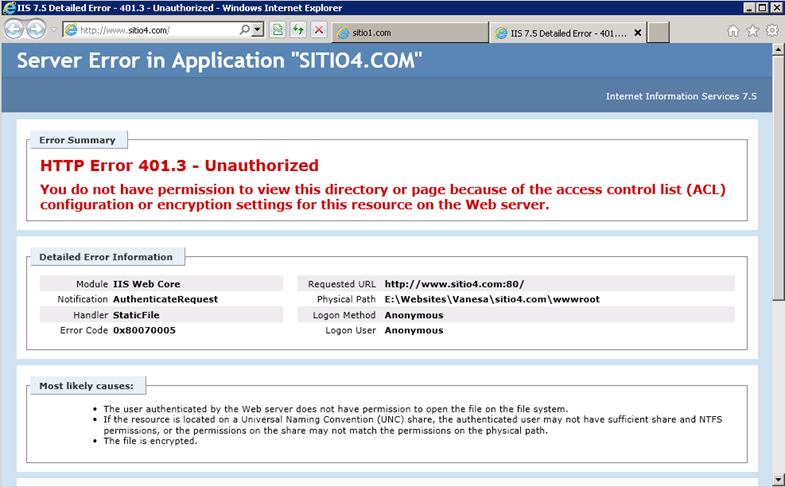 IIS 7.5 Detailed Error - 401.3 - Unauthorized - Windows Internet Explorer
http://www.sitio4.com/
sitio1.com
IIS 7.5 Detailed Error - 401....
Server Error in Application "SITIO4.COM"
Internet Information Services 7.5
Error Summary
HTTP Error 401.3 - Unauthorized
You do not have permission to view this directory or page because of the access control list (ACL)
configuration or encryption settings for this resource on the Web server.
Detailed Error Information
Module IIS Web Core
Notification AuthenticateRequest
Handler StaticFile
Error Code 0x80070005
Requested URL http://www.sitio4.com:80/
Physical Path E:\Websites\Vanesa\sitio4.com\wwwroot
Logon Method Anonymous
Logon User Anonymous
Most likely causes:
• The user authenticated by the Web server does not have permission to open the file on the file system.
• If the resource is located on a Universal Naming Convention (UNC) share, the authenticated user may not have sufficient share and NTFS
permissions, or the permissions on the share may not match the permissions on the physical path.
• The file is encrypted.